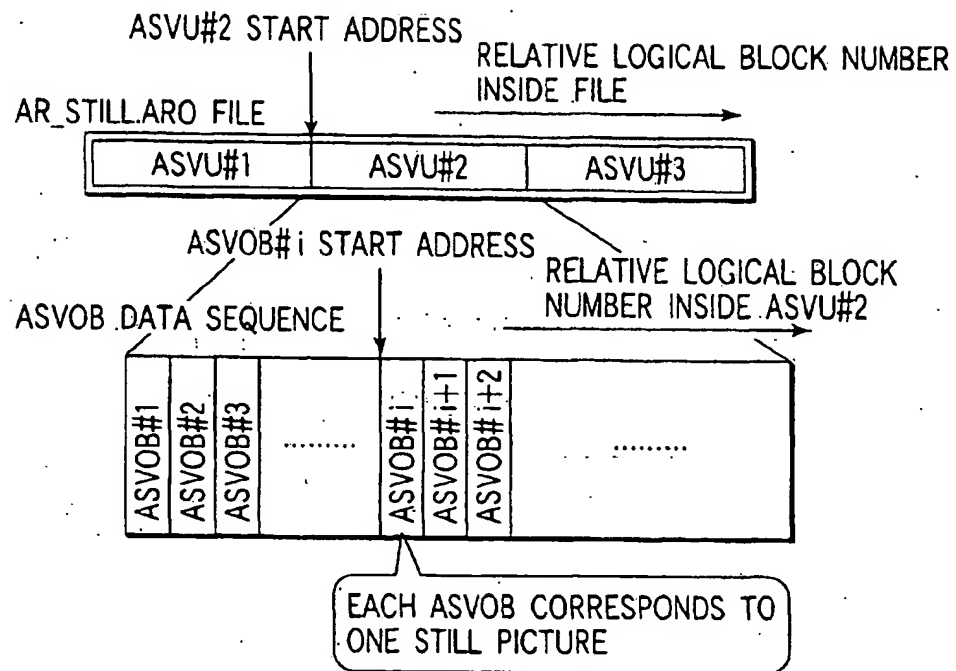 ASVU#2 START ADDRESS
RELATIVE LOGICAL BLOCK NUMBER
INSIDE FILE
AR_STILL.ARO FILE
ASVU#1
ASVU#2
ASVU#3
ASVOB#i START ADDRESS
RELATIVE LOGICAL BLOCK
NUMBER INSIDE ASVU#2
ASVOB DATA SEQUENCE
ASVOB#1
ASVOB#2
ASVOB#3
.........
ASVOB#i
ASVOB#i+1
ASVOB#i+2
.........
EACH ASVOB CORRESPONDS TO
ONE STILL PICTURE